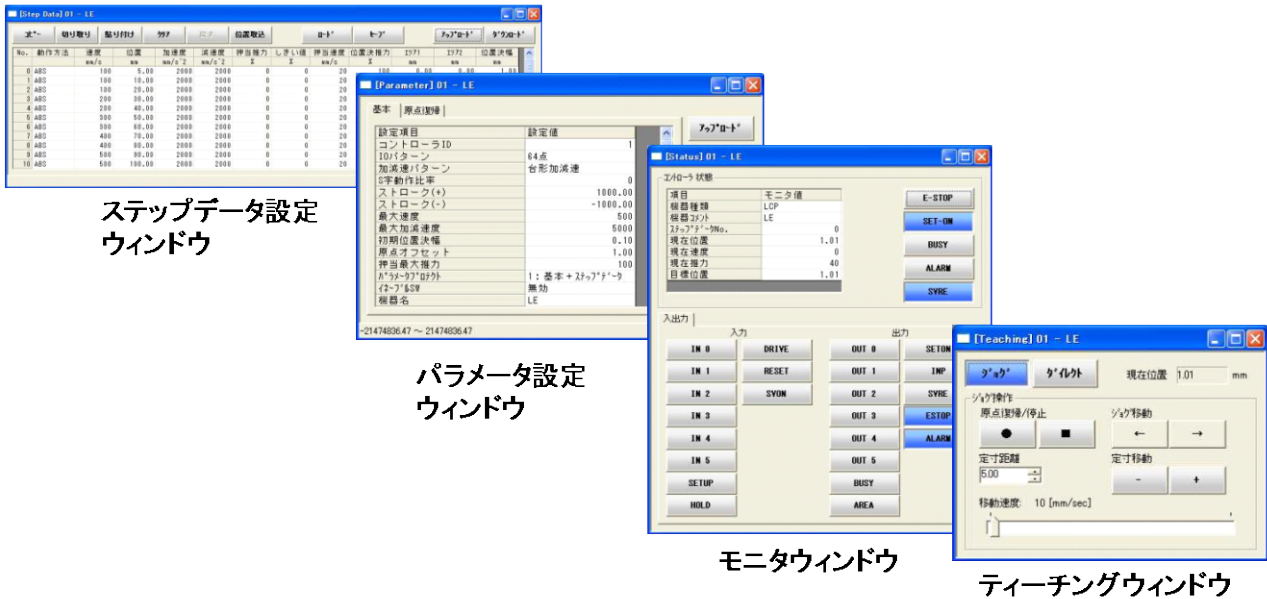 [Step Data] 01 - LE
ｺﾋﾟｰ 切り取り 貼り付け ｸﾘｱ 位置取込 ﾛｰﾄﾞ ｾｰﾌﾞ ｱｯﾌﾟﾛｰﾄﾞ ﾀﾞｳﾝﾛｰﾄﾞ
No. 動作方法 速度 位置 加速度 減速度 押当推力 しきい値 押当速度 位置決推力 ｴﾘｱ1 ｴﾘｱ2 位置決幅
mm/s mm mm/s^2 mm/s^2 % % mm/s % mm mm mm
0 ABS 100 5.00 2000 2000 0 0 20 100 0.00 0.00 1.00
1 ABS 100 10.00 2000 2000 0 0 20
2 ABS 100 20.00 2000 2000 0 0 20
3 ABS 200 30.00 2000 2000 0 0 20
4 ABS 200 40.00 2000 2000 0 0 20
5 ABS 300 50.00 2000 2000 0 0 20
6 ABS 300 60.00 2000 2000 0 0 20
7 ABS 400 70.00 2000 2000 0 0 20
8 ABS 400 80.00 2000 2000 0 0 20
9 ABS 500 90.00 2000 2000 0 0 20
10 ABS 500 100.00 2000 2000 0 0 20
ステップデータ設定
ウィンドウ
[Parameter] 01 - LE
基本 原点復帰
ｱｯﾌﾟﾛｰﾄﾞ
設定項目 設定値
コントローラID 1
IOパターン 64点
加減速パターン 台形加減速
S字動作比率 0
ストローク(+) 1000.00
ストローク(-) -1000.00
最大速度 500
最大加減速度 5000
初期位置決幅 0.10
原点オフセット 1.00
押当最大推力 100
ﾊﾟﾗﾒｰﾀﾌﾟﾛﾃｸﾄ 1：基本+ｽﾃｯﾌﾟﾃﾞｰﾀ
ｲﾈｰﾌﾞﾙSW 無効
機器名 LE
-21474836.47 ～ 21474836.47
パラメータ設定
ウィンドウ
[Status] 01 - LE
ｺﾝﾄﾛｰﾗ 状態
項目 モニタ値
機器種類 LCP
機器ｺﾒﾝﾄ LE
ｽﾃｯﾌﾟﾃﾞｰﾀNo. 0
現在位置 1.01
現在速度 0
現在推力 40
目標位置 1.01
E-STOP
SET-ON
BUSY
ALARM
SVRE
入出力
入力 出力
IN 0 DRIVE OUT 0 SETON
IN 1 RESET OUT 1 INP
IN 2 SVON OUT 2 SVRE
IN 3 OUT 3 ESTOP
IN 4 OUT 4 ALARM
IN 5 OUT 5
SETUP BUSY
HOLD AREA
モニタウィンドウ
[Teaching] 01 - LE
ｼﾞｮｸﾞ ﾀﾞｲﾚｸﾄ 現在位置 1.01 mm
ｼﾞｮｸﾞ操作
原点復帰/停止 ｼﾞｮｸﾞ移動
● ■ ← →
定寸距離 定寸移動
5.00 - +
移動速度: 10 [mm/sec]
ティーチングウィンドウ